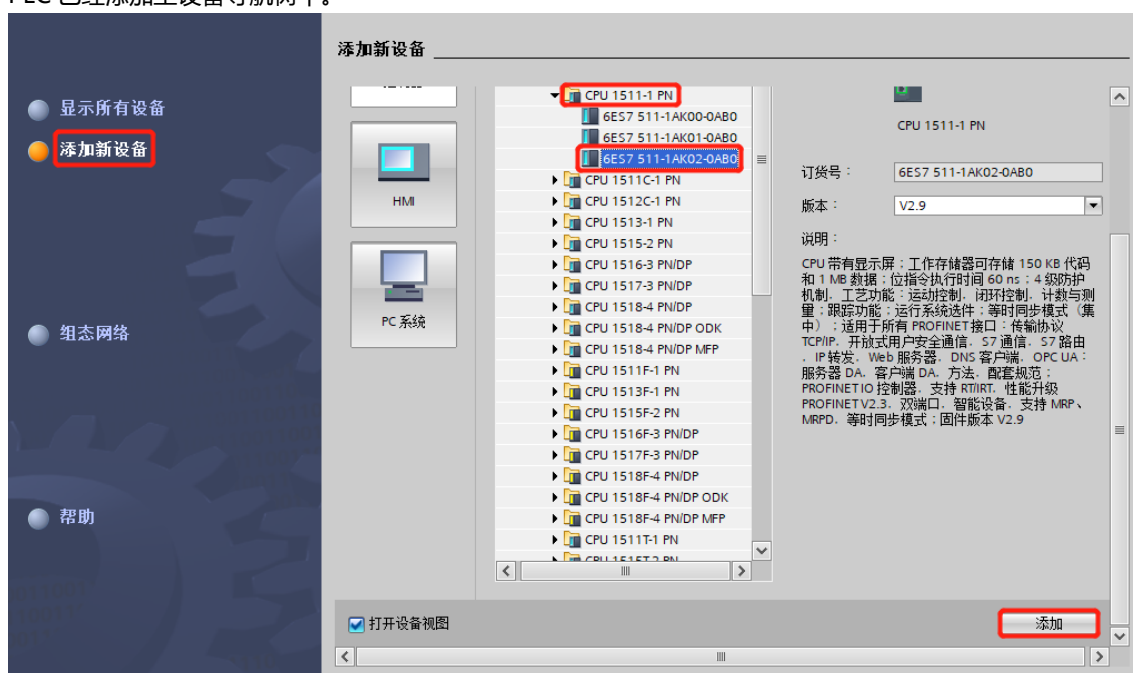 添加新设备
显示所有设备
添加新设备
组态网络
帮助
HMI
PC 系统
CPU 1511-1 PN
6ES7 511-1AK00-0AB0
6ES7 511-1AK01-0AB0
6ES7 511-1AK02-0AB0
CPU 1511C-1 PN
CPU 1512C-1 PN
CPU 1513-1 PN
CPU 1515-2 PN
CPU 1516-3 PN/DP
CPU 1517-3 PN/DP
CPU 1518-4 PN/DP
CPU 1518-4 PN/DP ODK
CPU 1518-4 PN/DP MFP
CPU 1511F-1 PN
CPU 1513F-1 PN
CPU 1515F-2 PN
CPU 1516F-3 PN/DP
CPU 1517F-3 PN/DP
CPU 1518F-4 PN/DP
CPU 1518F-4 PN/DP ODK
CPU 1518F-4 PN/DP MFP
CPU 1511T-1 PN
CPU 1515T-2 PN
CPU 1511-1 PN
订货号：
6ES7 511-1AK02-0AB0
版本：
V2.9
说明：
CPU 带有显示屏；工作存储器可存储 150 KB 代码
和 1 MB 数据；位指令执行时间 60 ns；4 级防护
机制，工艺功能：运动控制，闭环控制，计数与测
量；跟踪功能；运行系统选件；等时同步模式（集
中）；适用于所有 PROFINET 接口；传输协议
TCP/IP，开放式用户安全通信，S7 通信，S7 路由
，IP 转发，Web 服务器，DNS 客户端，OPC UA：
服务器 DA，客户端 DA，方法，配套规范；
PROFINET IO 控制器，支持 RT/IRT，性能升级
PROFINET V2.3，双端口，智能设备，支持 MRP、
MRPD，等时同步模式；固件版本 V2.9
打开设备视图
添加